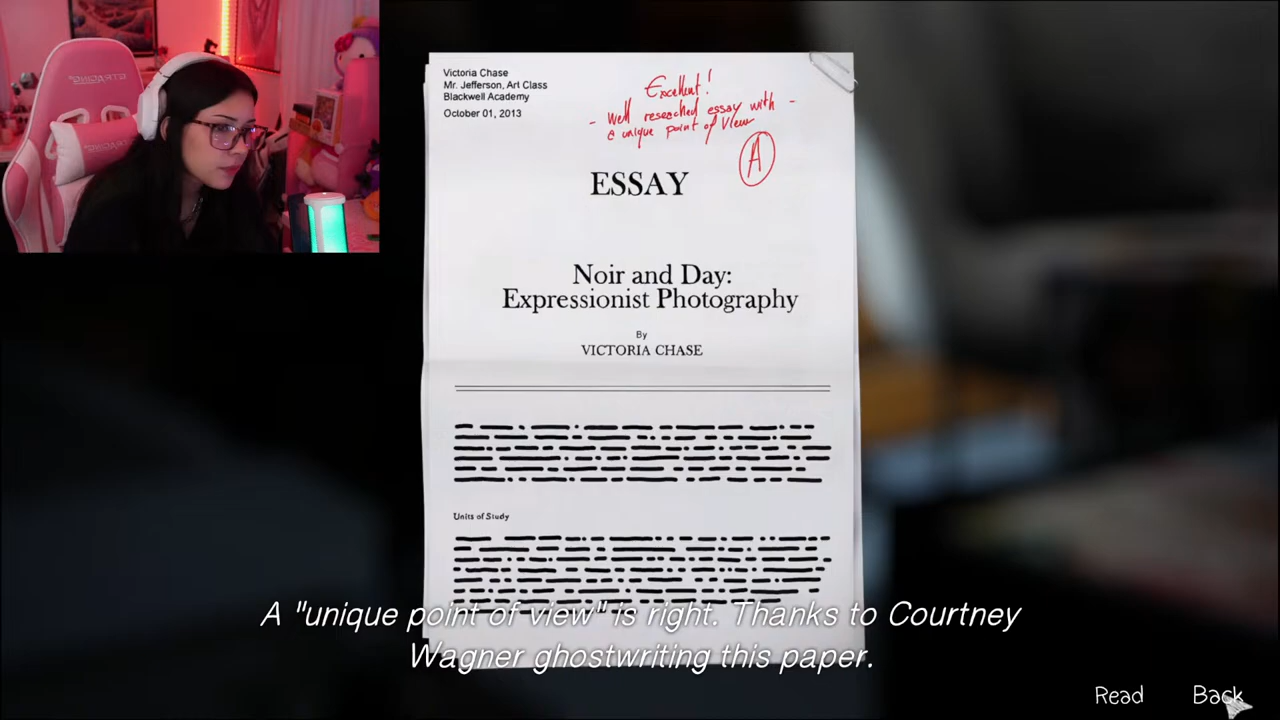 Victoria Chase
Mr. Jefferson, Art Class
Blackwell Academy
October 01, 2013
Excellent!
- Well reseached essay with -
a unique point of View
A
ESSAY
Noir and Day:
Expressionist Photography
By
VICTORIA CHASE
Units of Study
A "unique point of view" is right. Thanks to Courtney
Wagner ghostwriting this paper.
Read
Back